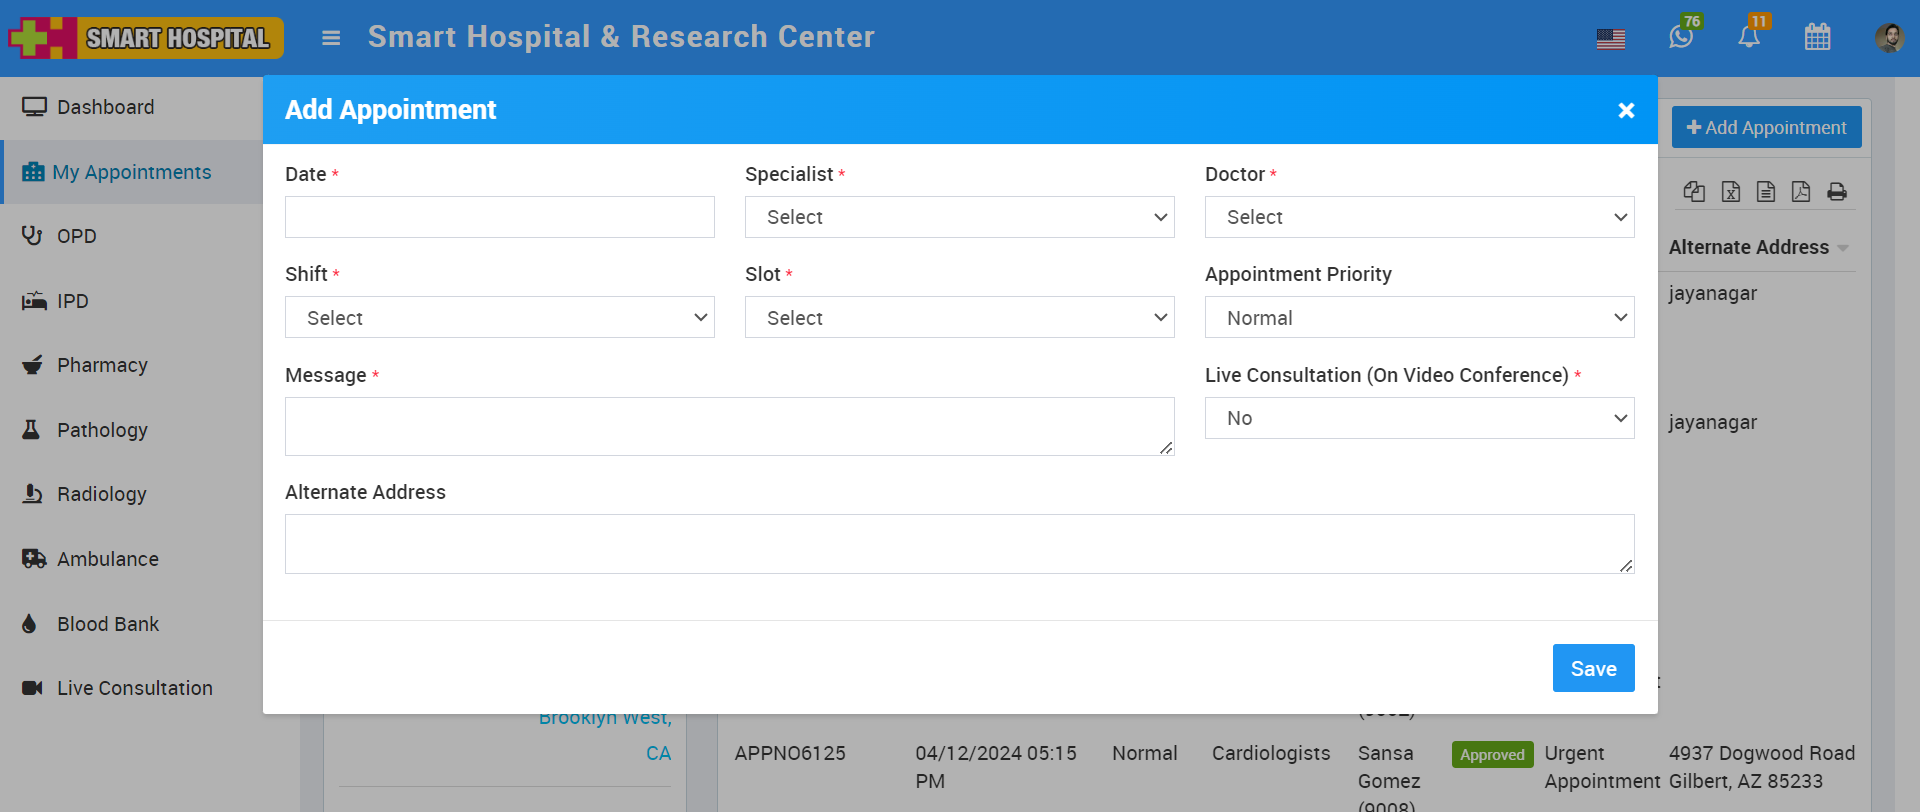 SMART HOSPITAL
Smart Hospital & Research Center
76
11
Dashboard
My Appointments
OPD
IPD
Pharmacy
Pathology
Radiology
Ambulance
Blood Bank
Live Consultation
Add Appointment
Date *
Specialist *
Select
Doctor *
Select
Shift *
Select
Slot *
Select
Appointment Priority
Normal
Message *
Live Consultation (On Video Conference) *
No
Alternate Address
Save
Add Appointment
Alternate Address
jayanagar
jayanagar
Brooklyn West,
CA
APPNO6125
04/12/2024 05:15
PM
Normal
Cardiologists
Sansa
Gomez
(9008)
Approved
Urgent
Appointment
4937 Dogwood Road
Gilbert, AZ 85233